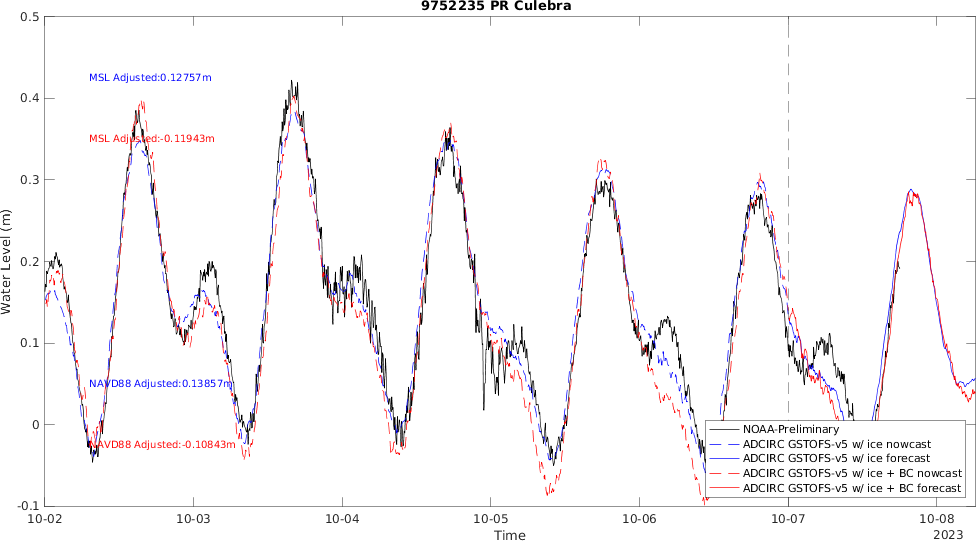 9752235 PR Culebra
0.5
MSL Adjusted:0.12757m
0.4
MSL Adjusted:-0.11943m
0.3
0.2
Water Level (m)
0.1
NAVD88 Adjusted:0.13857m
0
NAVD88 Adjusted:-0.10843m
NOAA-Preliminary
ADCIRC GSTOFS-v5 w/ ice nowcast
ADCIRC GSTOFS-v5 w/ ice forecast
ADCIRC GSTOFS-v5 w/ ice + BC nowcast
ADCIRC GSTOFS-v5 w/ ice + BC forecast
-0.1
10-02 10-03 10-04 10-05 10-06 10-07 10-08
Time
2023